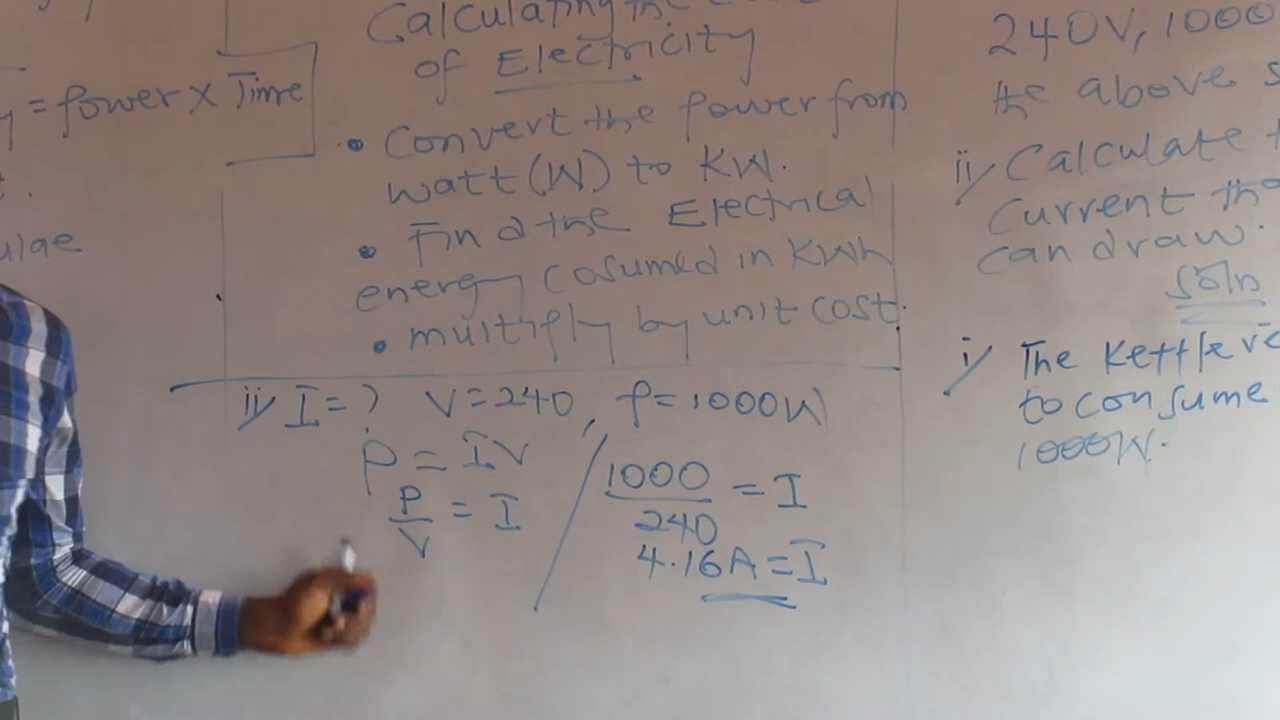 = Power X Time
Calculating the
of Electricity
• Convert the power from
watt (W) to KW.
• Find the Electrical
energy cosumed in KWh
• multiply by unit cost.
ii/ I = ? V = 240, P = 1000W
P = IV
P/V = I
1000/240 = I
4.16A = I
240V, 1000
the above
ii/ Calculate
Current
can draw.
soln
i/ The Kettle
to consume
1000W.